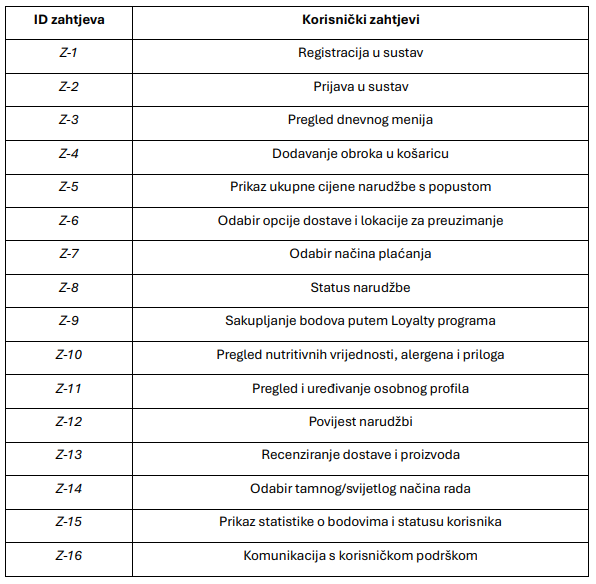 ID zahtjeva Korisnički zahtjevi
Z-1 Registracija u sustav
Z-2 Prijava u sustav
Z-3 Pregled dnevnog menija
Z-4 Dodavanje obroka u košaricu
Z-5 Prikaz ukupne cijene narudžbe s popustom
Z-6 Odabir opcije dostave i lokacije za preuzimanje
Z-7 Odabir načina plaćanja
Z-8 Status narudžbe
Z-9 Sakupljanje bodova putem Loyalty programa
Z-10 Pregled nutritivnih vrijednosti, alergena i priloga
Z-11 Pregled i uređivanje osobnog profila
Z-12 Povijest narudžbi
Z-13 Recenziranje dostave i proizvoda
Z-14 Odabir tamnog/svijetlog načina rada
Z-15 Prikaz statistike o bodovima i statusu korisnika
Z-16 Komunikacija s korisničkom podrškom